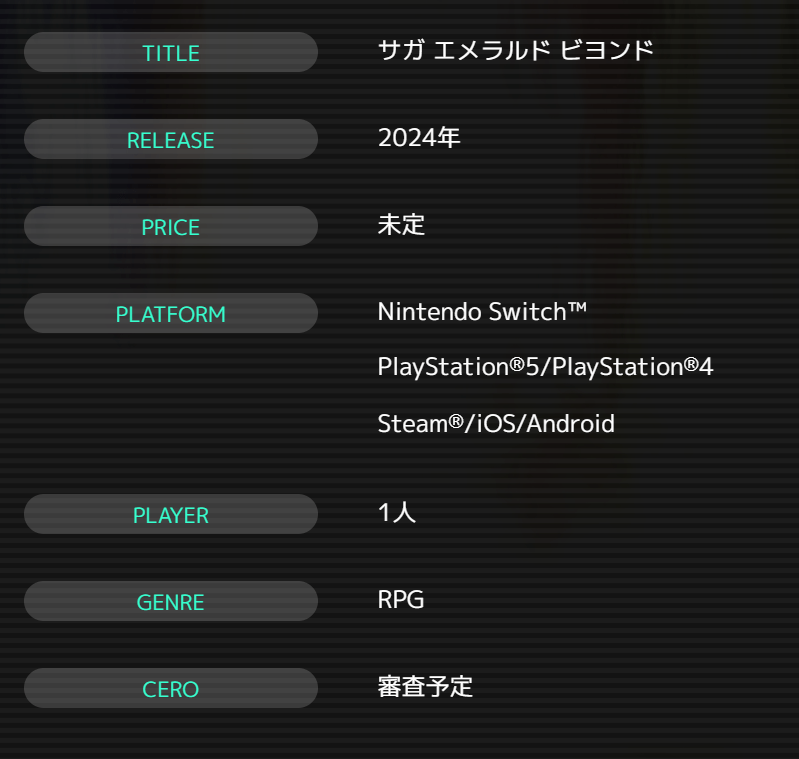 TITLE サガ エメラルド ビヨンド
RELEASE 2024年
PRICE 未定
PLATFORM Nintendo Switch™
PlayStation®5/PlayStation®4
Steam®/iOS/Android
PLAYER 1人
GENRE RPG
CERO 審査予定